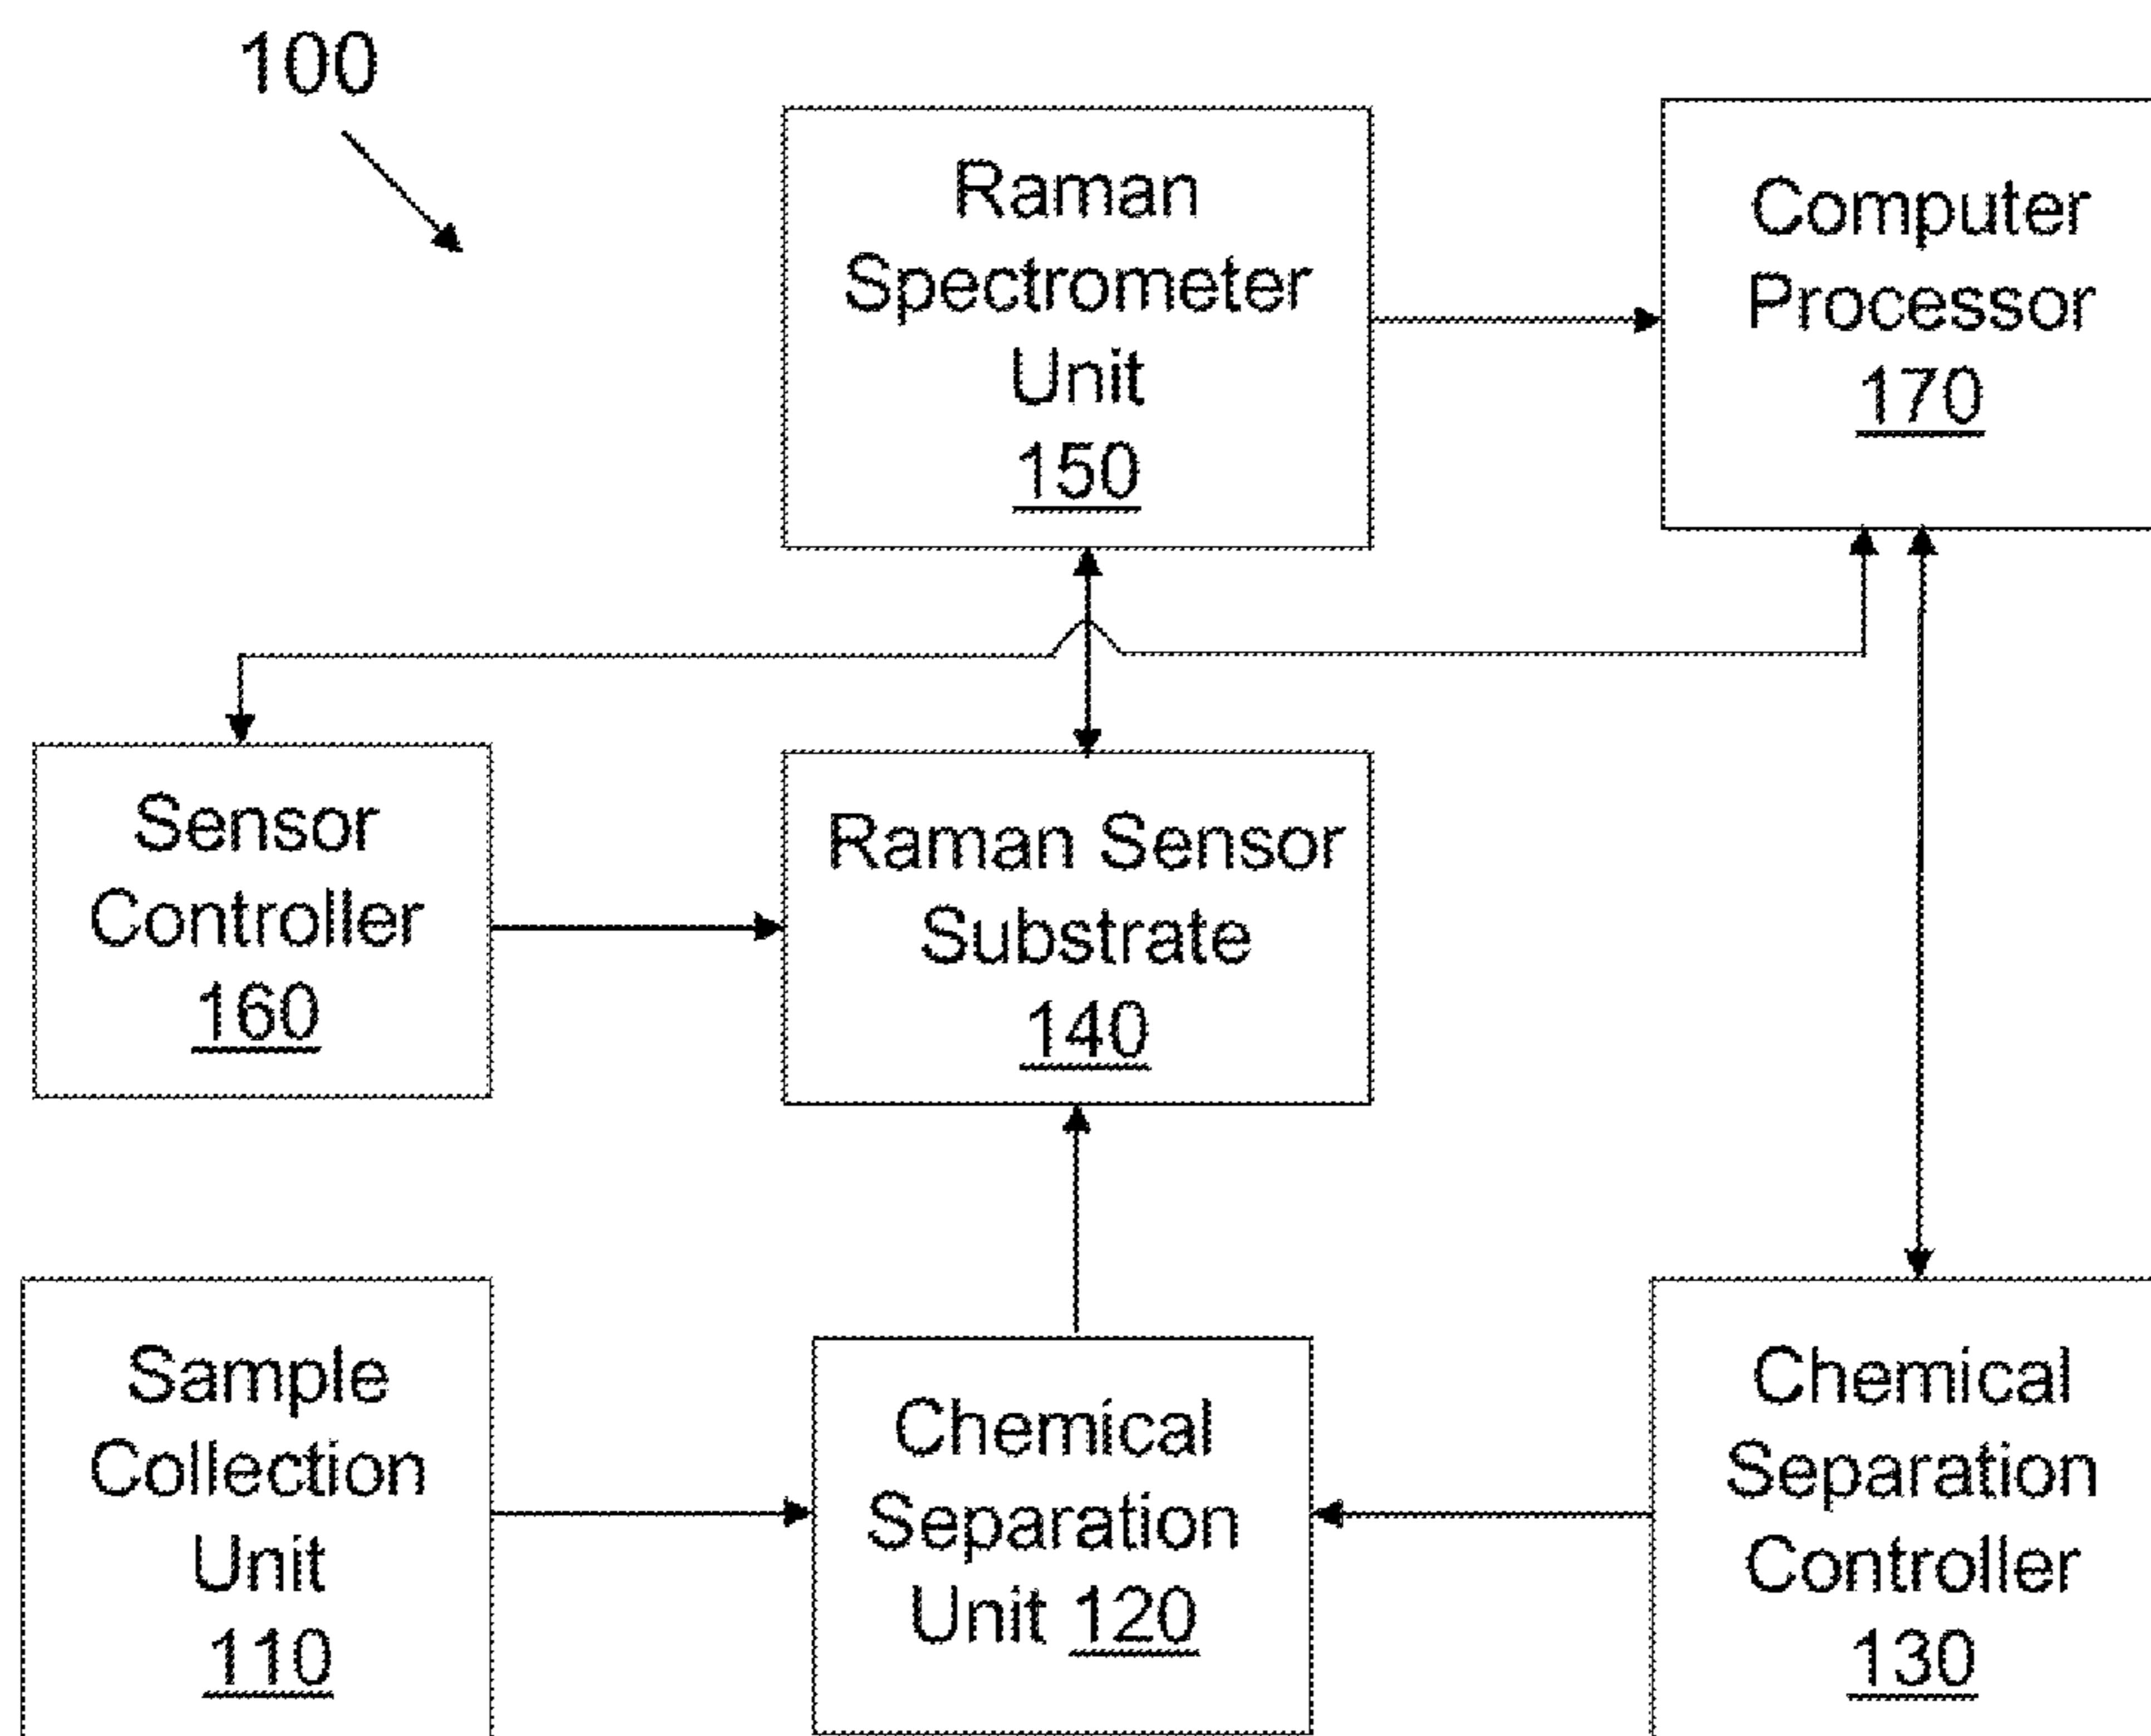 100
Raman
Spectrometer
Unit
150
Computer
Processor
170
Sensor
Controller
160
Raman Sensor
Substrate
140
Sample
Collection
Unit
110
Chemical
Separation
Unit 120
Chemical
Separation
Controller
130